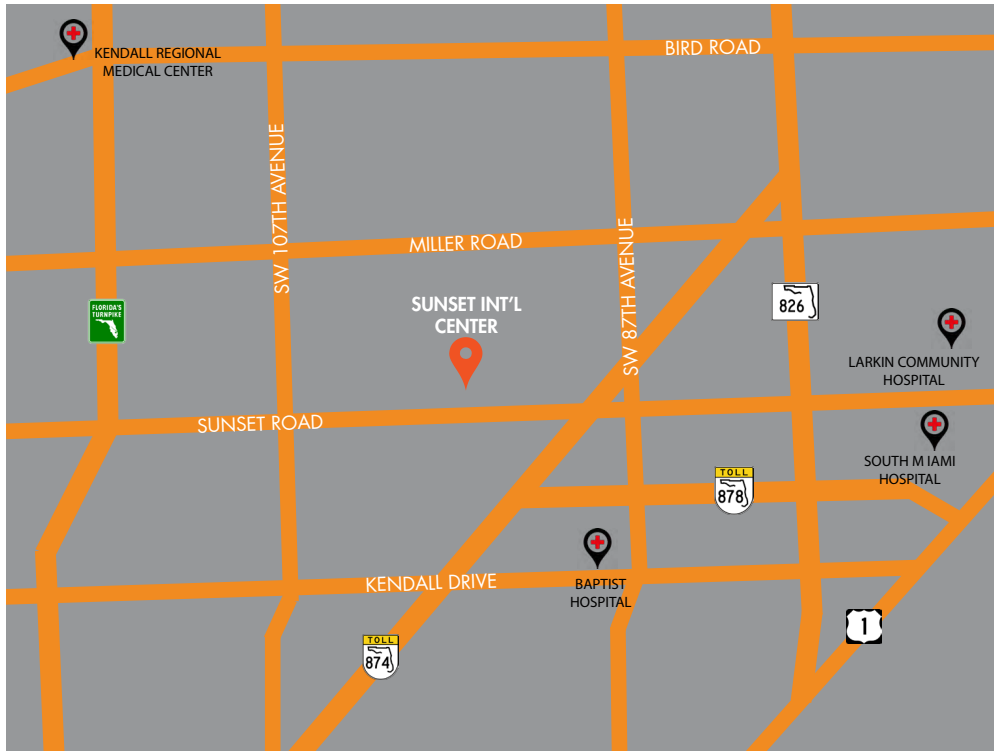 KENDALL REGIONAL
MEDICAL CENTER
BIRD ROAD
SW 107TH AVENUE
MILLER ROAD
SW 87TH AVENUE
FLORIDA'S
TURNPIKE
SUNSET INT'L
CENTER
826
LARKIN COMMUNITY
HOSPITAL
SUNSET ROAD
SOUTH M IAMI
HOSPITAL
TOLL
878
KENDALL DRIVE
BAPTIST
HOSPITAL
TOLL
874
1